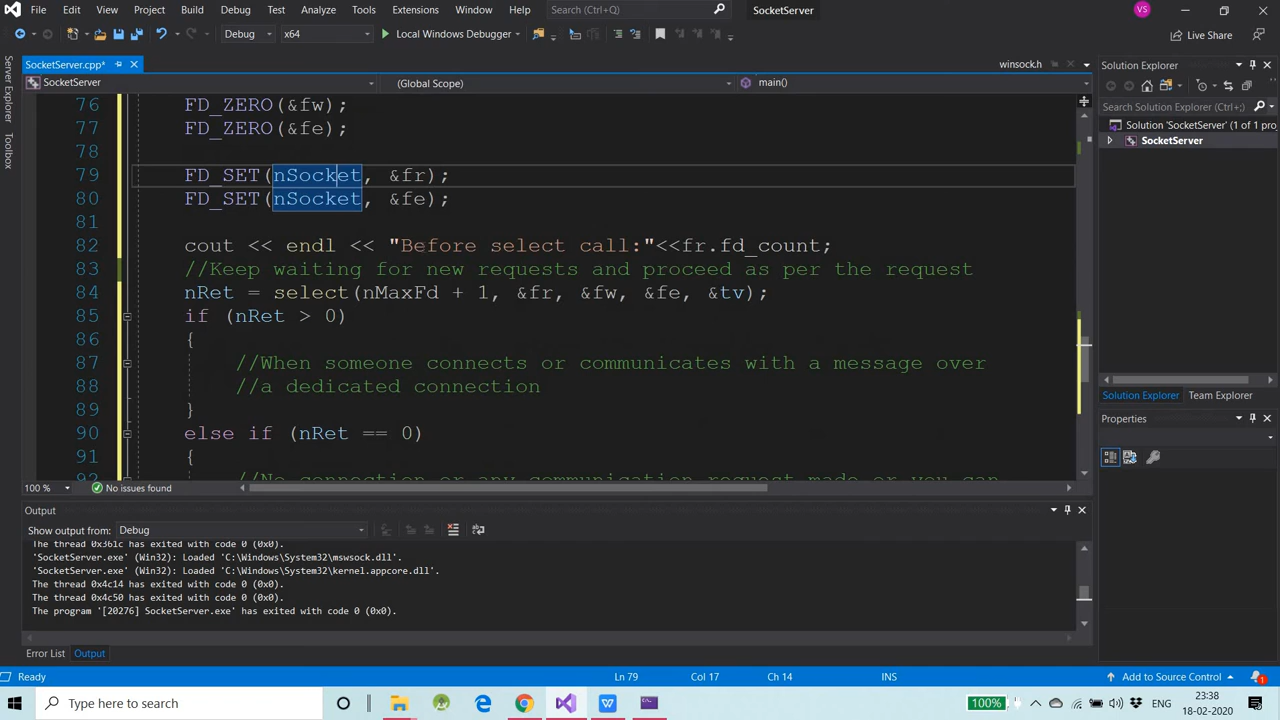 File Edit View Project Build Debug Test Analyze Tools Extensions Window Help Search (Ctrl+Q) SocketServer VS
Debug x64 Local Windows Debugger Live Share
Server Explorer
Toolbox
SocketServer.cpp* winsock.h
SocketServer (Global Scope) main()
76 FD_ZERO(&fw);
77 FD_ZERO(&fe);
78
79 FD_SET(nSocket, &fr);
80 FD_SET(nSocket, &fe);
81
82 cout << endl << "Before select call:"<<fr.fd_count;
83 //Keep waiting for new requests and proceed as per the request
84 nRet = select(nMaxFd + 1, &fr, &fw, &fe, &tv);
85 if (nRet > 0)
86 {
87 //When someone connects or communicates with a message over
88 //a dedicated connection
89 }
90 else if (nRet == 0)
91 {
92 //No connection or any communication request made or you can
100 % No issues found
Solution Explorer
Search Solution Explorer (Ctrl+;)
Solution 'SocketServer' (1 of 1 pro
SocketServer
Solution Explorer Team Explorer
Properties
Output
Show output from: Debug
The thread 0x361c has exited with code 0 (0x0).
'SocketServer.exe' (Win32): Loaded 'C:\Windows\System32\mswsock.dll'.
'SocketServer.exe' (Win32): Loaded 'C:\Windows\System32\kernel.appcore.dll'.
The thread 0x4c14 has exited with code 0 (0x0).
The thread 0x4c50 has exited with code 0 (0x0).
The program '[20276] SocketServer.exe' has exited with code 0 (0x0).
Error List Output
Ready Ln 79 Col 17 Ch 14 Add to Source Control 1
Type here to search 100% ENG 23:38
18-02-2020